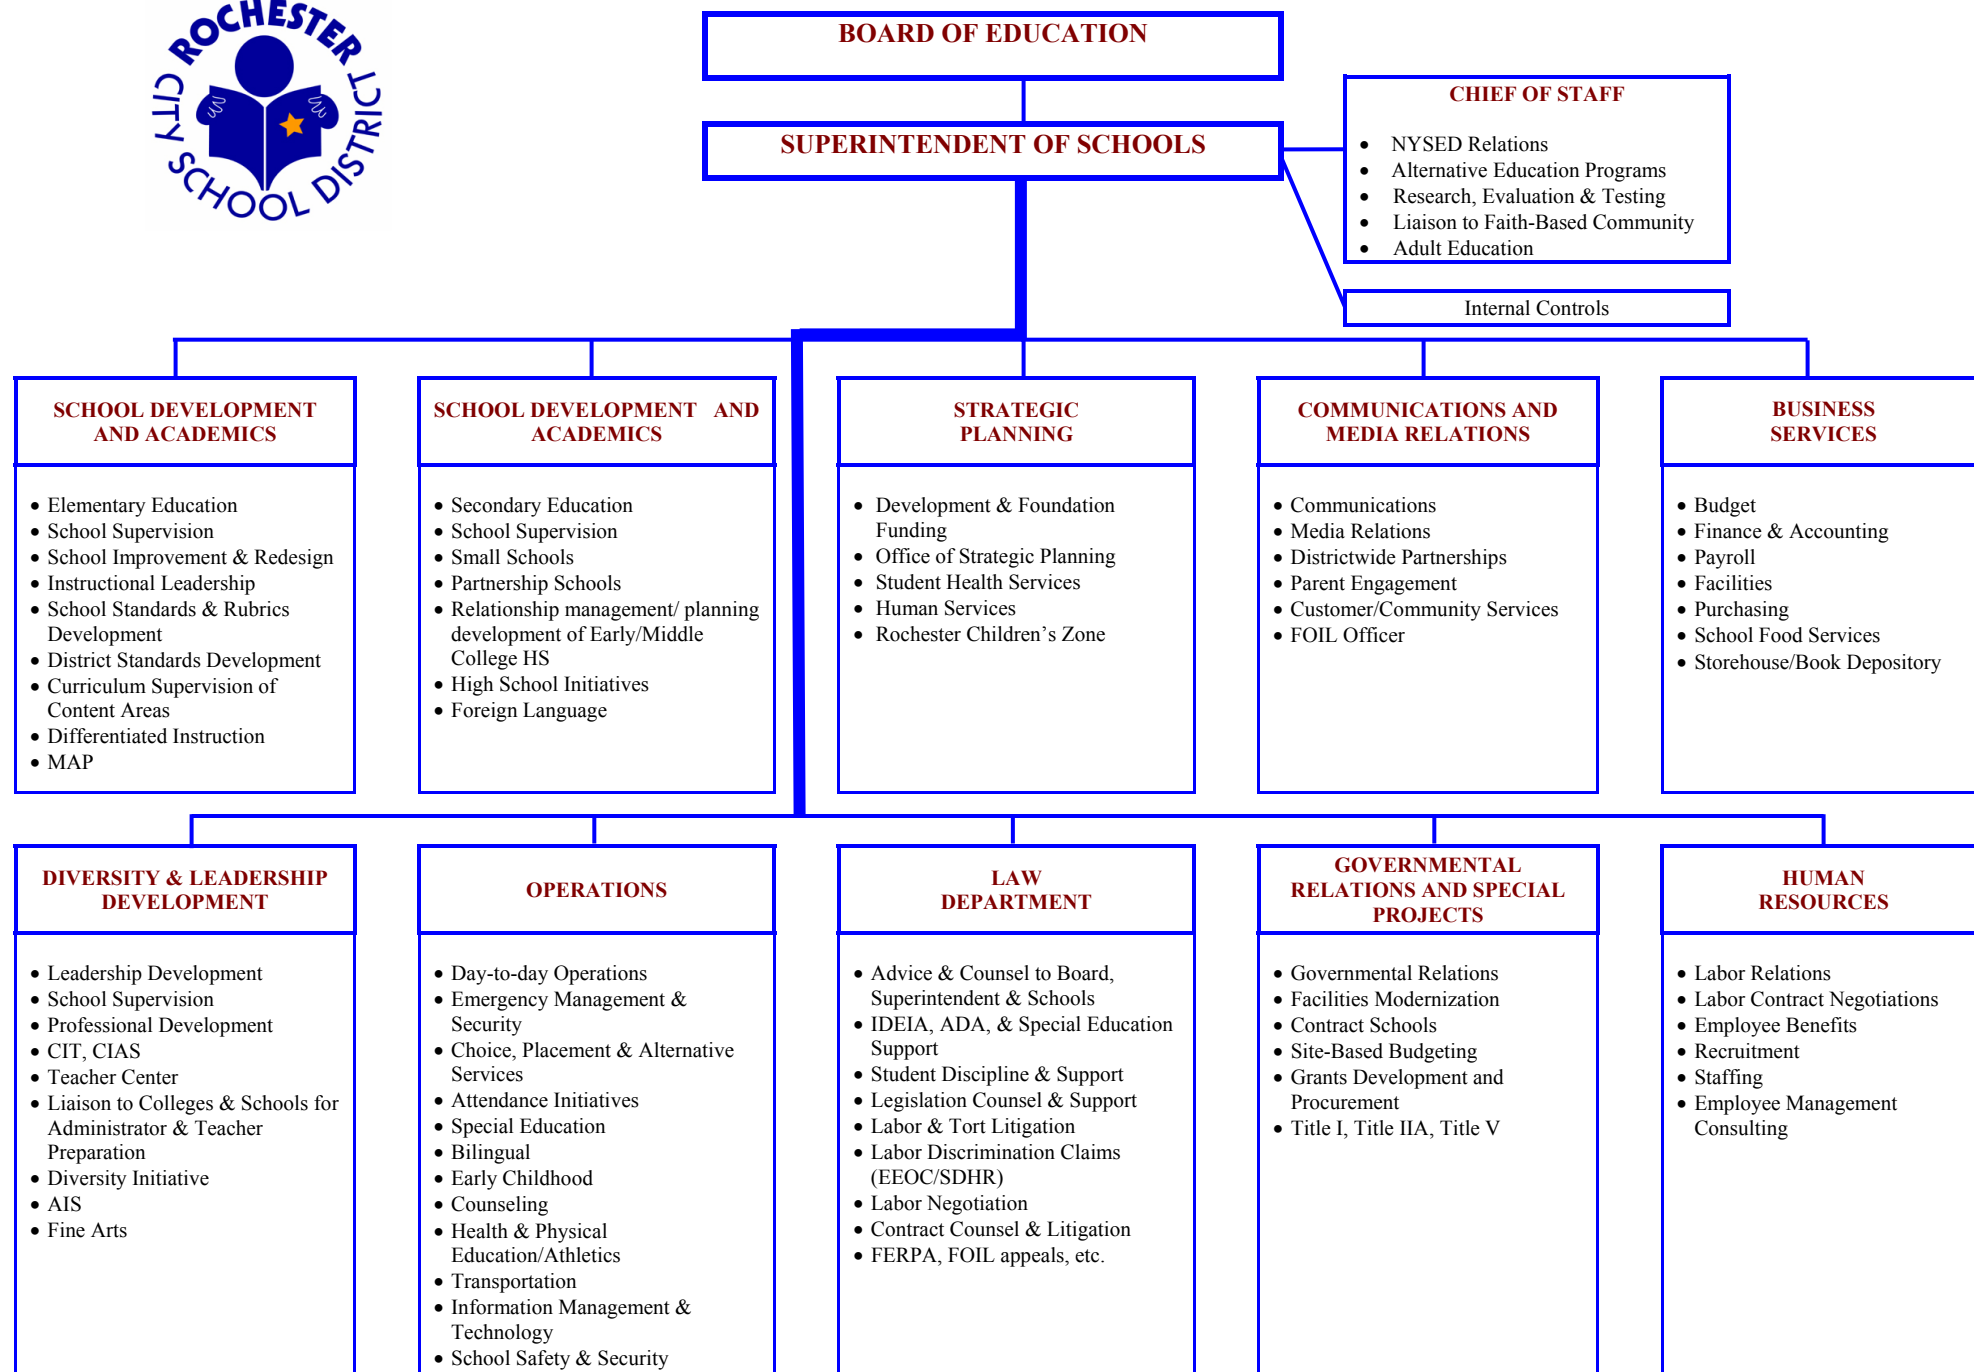 ROCHESTER
CITY SCHOOL DISTRICT
BOARD OF EDUCATION
SUPERINTENDENT OF SCHOOLS
CHIEF OF STAFF
• NYSED Relations
• Alternative Education Programs
• Research, Evaluation & Testing
• Liaison to Faith-Based Community
• Adult Education
Internal Controls
SCHOOL DEVELOPMENT
AND ACADEMICS
• Elementary Education
• School Supervision
• School Improvement & Redesign
• Instructional Leadership
• School Standards & Rubrics
Development
• District Standards Development
• Curriculum Supervision of
Content Areas
• Differentiated Instruction
• MAP
SCHOOL DEVELOPMENT AND
ACADEMICS
• Secondary Education
• School Supervision
• Small Schools
• Partnership Schools
• Relationship management/ planning
development of Early/Middle
College HS
• High School Initiatives
• Foreign Language
STRATEGIC
PLANNING
• Development & Foundation
Funding
• Office of Strategic Planning
• Student Health Services
• Human Services
• Rochester Children’s Zone
COMMUNICATIONS AND
MEDIA RELATIONS
• Communications
• Media Relations
• Districtwide Partnerships
• Parent Engagement
• Customer/Community Services
• FOIL Officer
BUSINESS
SERVICES
• Budget
• Finance & Accounting
• Payroll
• Facilities
• Purchasing
• School Food Services
• Storehouse/Book Depository
DIVERSITY & LEADERSHIP
DEVELOPMENT
• Leadership Development
• School Supervision
• Professional Development
• CIT, CIAS
• Teacher Center
• Liaison to Colleges & Schools for
Administrator & Teacher
Preparation
• Diversity Initiative
• AIS
• Fine Arts
OPERATIONS
• Day-to-day Operations
• Emergency Management &
Security
• Choice, Placement & Alternative
Services
• Attendance Initiatives
• Special Education
• Bilingual
• Early Childhood
• Counseling
• Health & Physical
Education/Athletics
• Transportation
• Information Management &
Technology
• School Safety & Security
LAW
DEPARTMENT
• Advice & Counsel to Board,
Superintendent & Schools
• IDEIA, ADA, & Special Education
Support
• Student Discipline & Support
• Legislation Counsel & Support
• Labor & Tort Litigation
• Labor Discrimination Claims
(EEOC/SDHR)
• Labor Negotiation
• Contract Counsel & Litigation
• FERPA, FOIL appeals, etc.
GOVERNMENTAL
RELATIONS AND SPECIAL
PROJECTS
• Governmental Relations
• Facilities Modernization
• Contract Schools
• Site-Based Budgeting
• Grants Development and
Procurement
• Title I, Title IIA, Title V
HUMAN
RESOURCES
• Labor Relations
• Labor Contract Negotiations
• Employee Benefits
• Recruitment
• Staffing
• Employee Management
Consulting